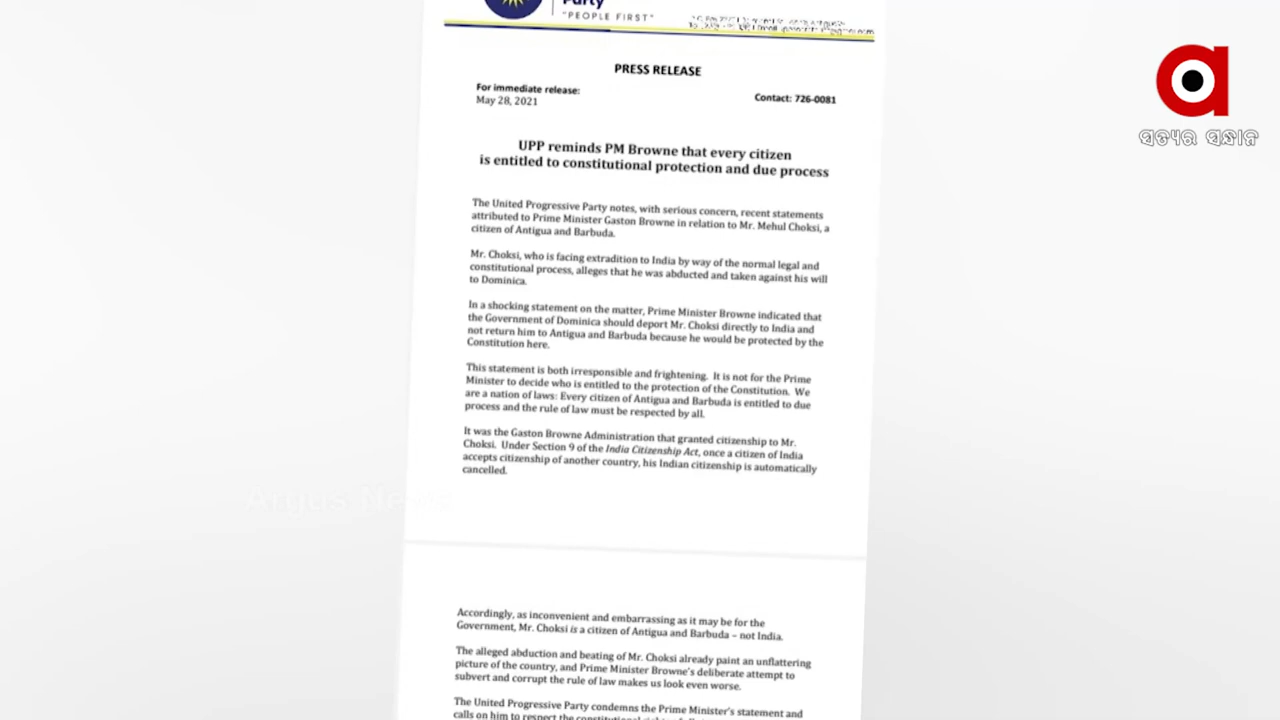 Party
"PEOPLE FIRST"
PRESS RELEASE
For immediate release:
May 28, 2021
Contact: 726-0081
UPP reminds PM Browne that every citizen
is entitled to constitutional protection and due process
The United Progressive Party notes, with serious concern, recent statements
attributed to Prime Minister Gaston Browne in relation to Mr. Mehul Choksi, a
citizen of Antigua and Barbuda.
Mr. Choksi, who is facing extradition to India by way of the normal legal and
constitutional process, alleges that he was abducted and taken against his will
to Dominica.
In a shocking statement on the matter, Prime Minister Browne indicated that
the Government of Dominica should deport Mr. Choksi directly to India and
not return him to Antigua and Barbuda because he would be protected by the
Constitution here.
This statement is both irresponsible and frightening. It is not for the Prime
Minister to decide who is entitled to the protection of the Constitution. We
are a nation of laws: Every citizen of Antigua and Barbuda is entitled to due
process and the rule of law must be respected by all.
It was the Gaston Browne Administration that granted citizenship to Mr.
Choksi. Under Section 9 of the India Citizenship Act, once a citizen of India
accepts citizenship of another country, his Indian citizenship is automatically
cancelled.
Accordingly, as inconvenient and embarrassing as it may be for the
Government, Mr. Choksi is a citizen of Antigua and Barbuda – not India.
The alleged abduction and beating of Mr. Choksi already paint an unflattering
picture of the country, and Prime Minister Browne's deliberate attempt to
subvert and corrupt the rule of law makes us look even worse.
The United Progressive Party condemns the Prime Minister's statement and
calls on him to respect the constitutional
Argus News
a
ସତ୍ୟର ସନ୍ଧାନ